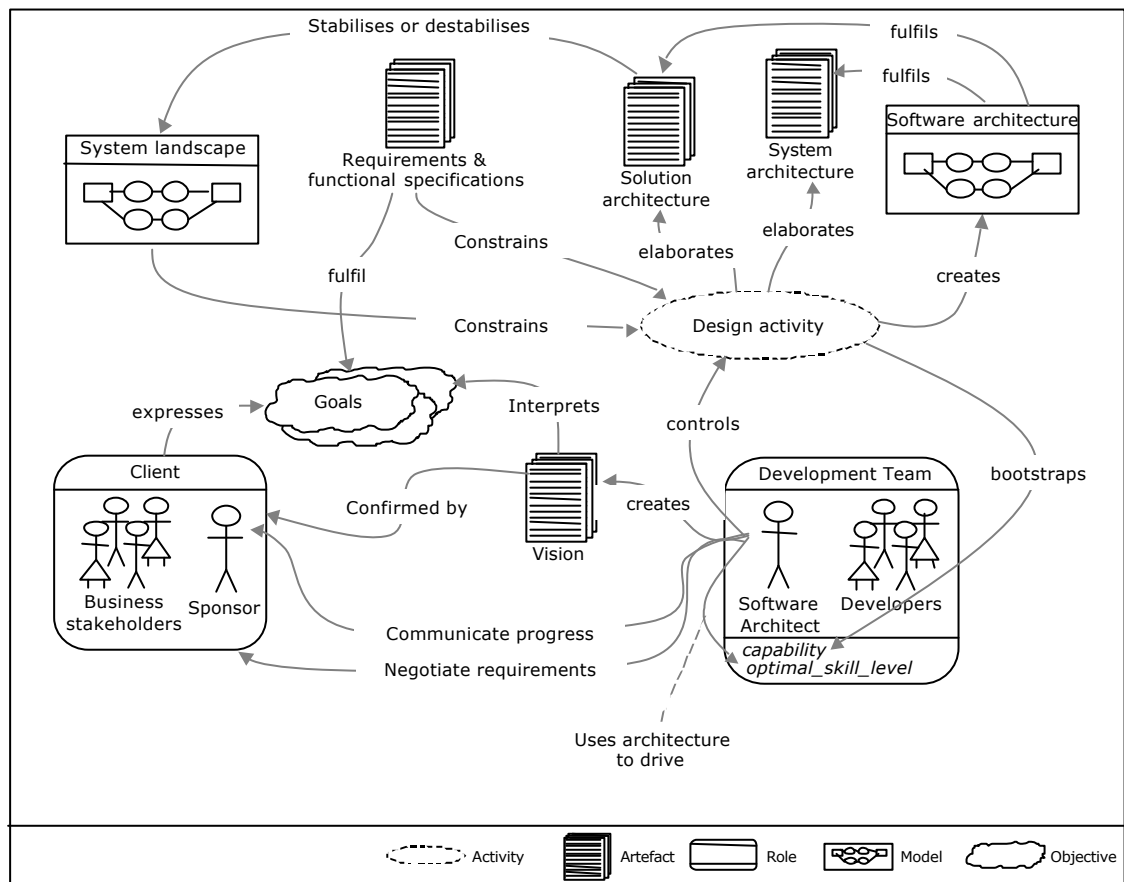 Stabilises or destabilises
fulfils
fulfils
Software architecture
System landscape
Requirements &
functional specifications
Solution
architecture
System
architecture
Constrains
elaborates
elaborates
creates
fulfil
Constrains
Design activity
Goals
expresses
Interprets
controls
Client
Confirmed by
creates
Development Team
bootstraps
Vision
Business
stakeholders
Sponsor
Software
Architect
Developers
Communicate progress
Negotiate requirements
capability
optimal_skill_level
Uses architecture
to drive
Activity
Artefact
Role
Model
Objective